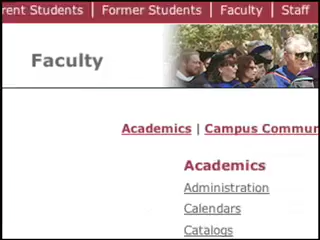 rent Students | Former Students | Faculty | Staff
Faculty
Academics | Campus Commun
Academics
Administration
Calendars
Catalogs